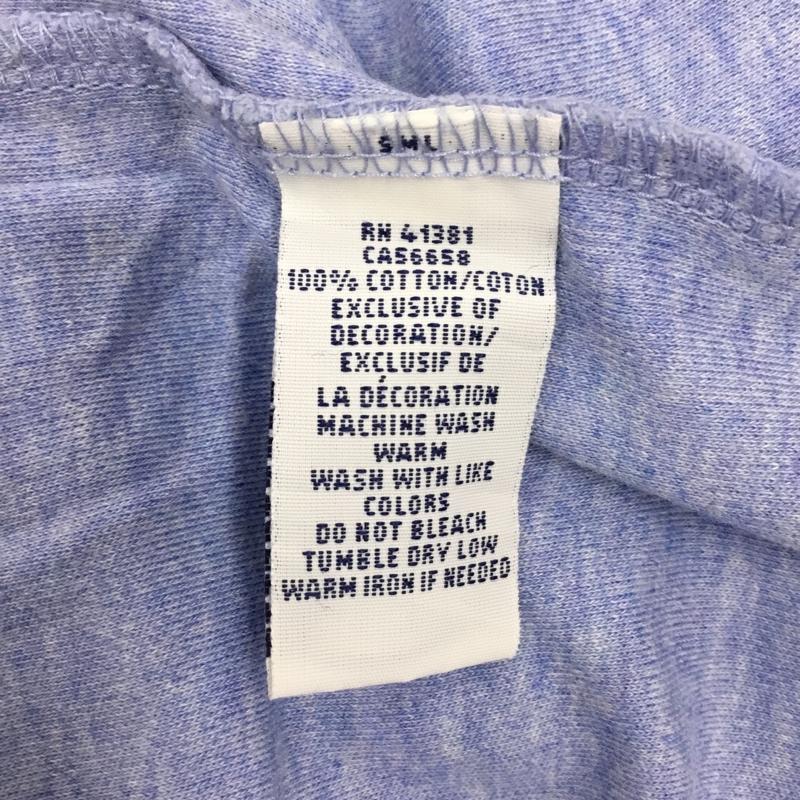 SML
RN 41381
CA56658
100% COTTON/COTON
EXCLUSIVE OF
DECORATION/
EXCLUSIF DE
LA DÉCORATION
MACHINE WASH
WARM
WASH WITH LIKE
COLORS
DO NOT BLEACH
TUMBLE DRY LOW
WARM IRON IF NEEDED